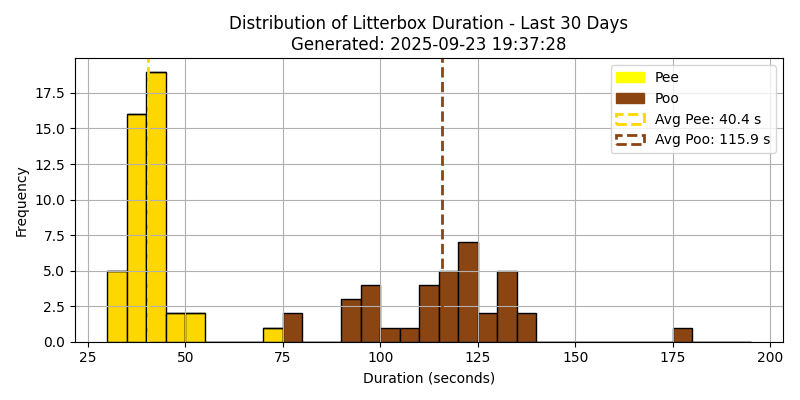 Distribution of Litterbox Duration - Last 30 Days
Generated: 2025-09-23 19:37:28
Pee
Poo
Avg Pee: 40.4 s
Avg Poo: 115.9 s
Frequency
17.5
15.0
12.5
10.0
7.5
5.0
2.5
0.0
25 50 75 100 125 150 175 200
Duration (seconds)